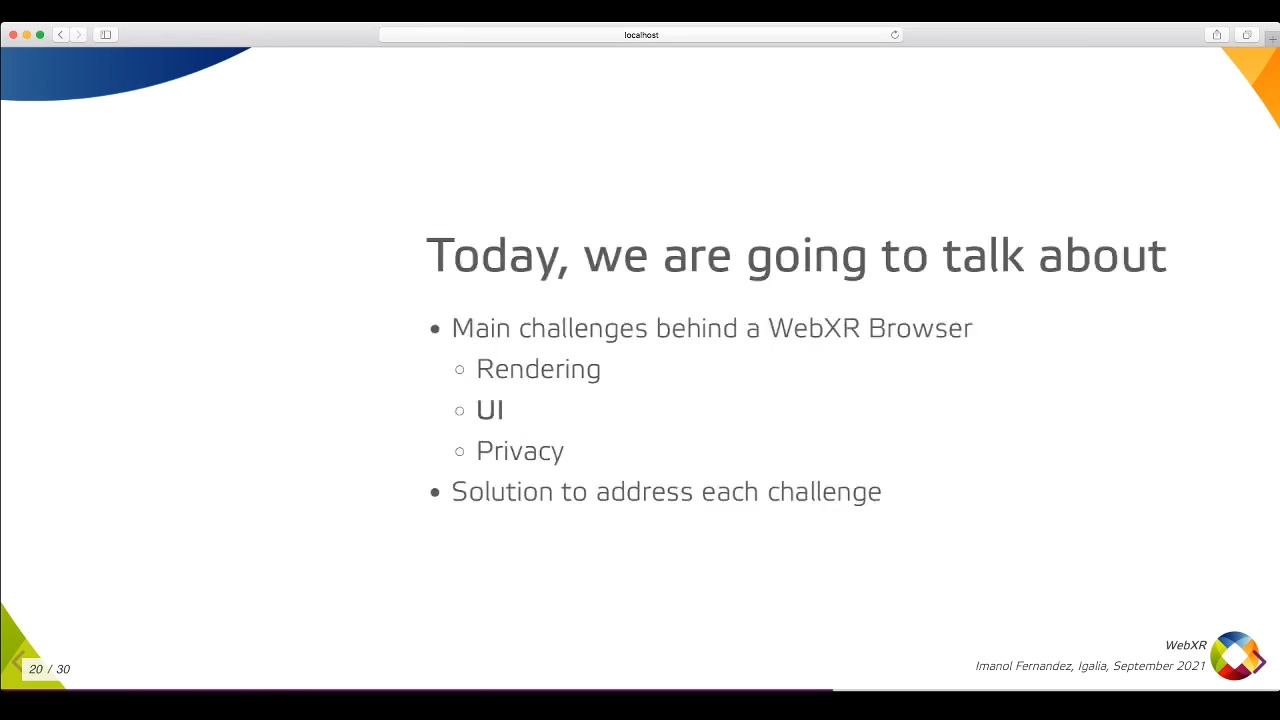 localhost
Today, we are going to talk about
Main challenges behind a WebXR Browser
Rendering
UI
Privacy
Solution to address each challenge
WebXR
Imanol Fernandez, Igalia, September 2021
20 / 30